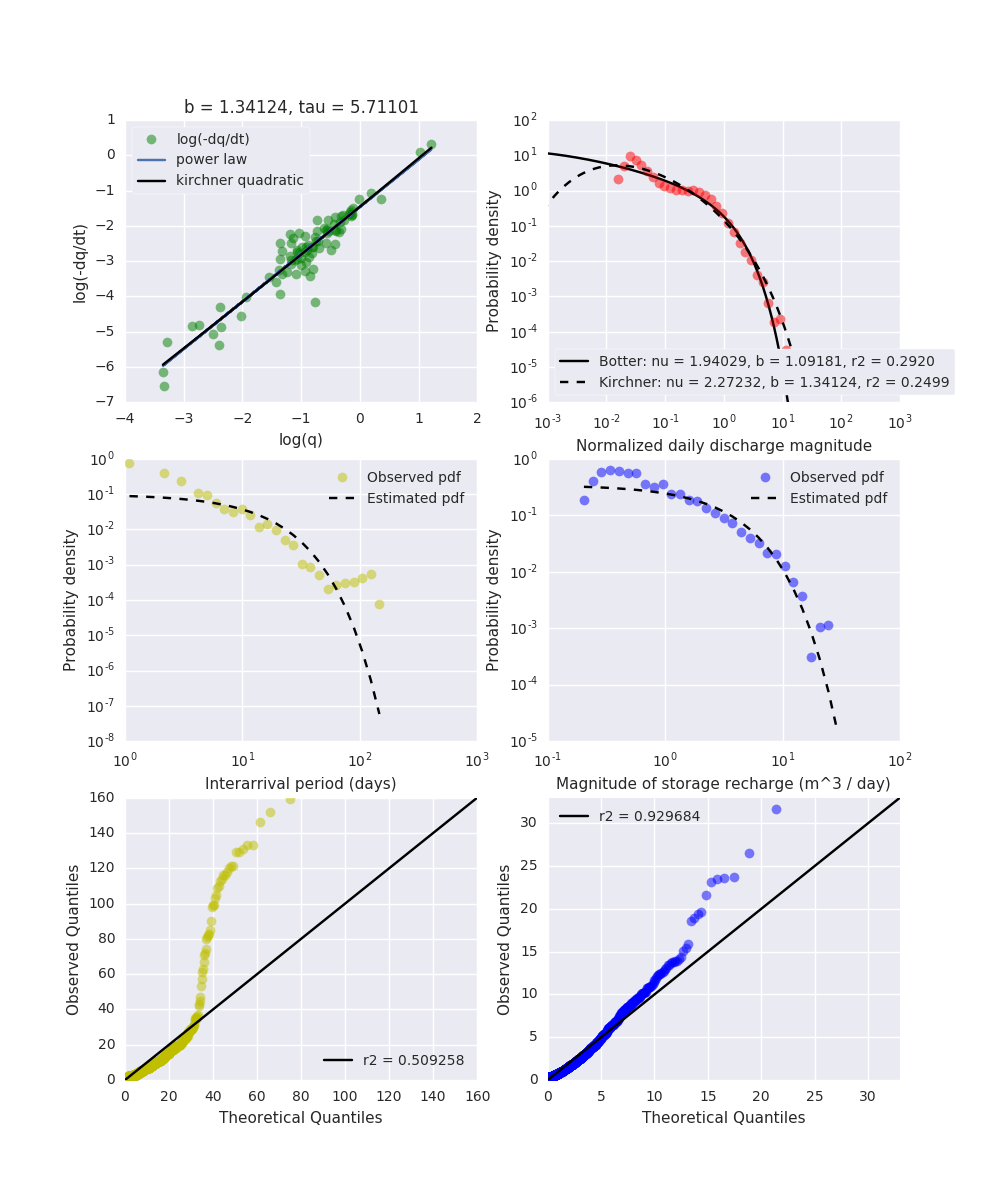 b = 1.34124, tau = 5.71101
1
0
−1
−2
−3
−4
−5
−6
−7
log(-dq/dt)
log(-dq/dt)
power law
kirchner quadratic
−4 −3 −2 −1 0 1 2
log(q)
10^2
10^1
10^0
10^-1
10^-2
10^-3
10^-4
10^-5
10^-6
Probability density
Botter: nu = 1.94029, b = 1.09181, r2 = 0.2920
Kirchner: nu = 2.27232, b = 1.34124, r2 = 0.2499
10^-3 10^-2 10^-1 10^0 10^1 10^2 10^3
Normalized daily discharge magnitude
10^0
10^-1
10^-2
10^-3
10^-4
10^-5
10^-6
10^-7
10^-8
Probability density
Observed pdf
Estimated pdf
10^0 10^1 10^2 10^3
Interarrival period (days)
10^0
10^-1
10^-2
10^-3
10^-4
10^-5
Probability density
Observed pdf
Estimated pdf
10^-1 10^0 10^1 10^2
Magnitude of storage recharge (m^3 / day)
160
140
120
100
80
60
40
20
0
Observed Quantiles
r2 = 0.509258
0 20 40 60 80 100 120 140 160
Theoretical Quantiles
30
25
20
15
10
5
0
Observed Quantiles
r2 = 0.929684
0 5 10 15 20 25 30
Theoretical Quantiles